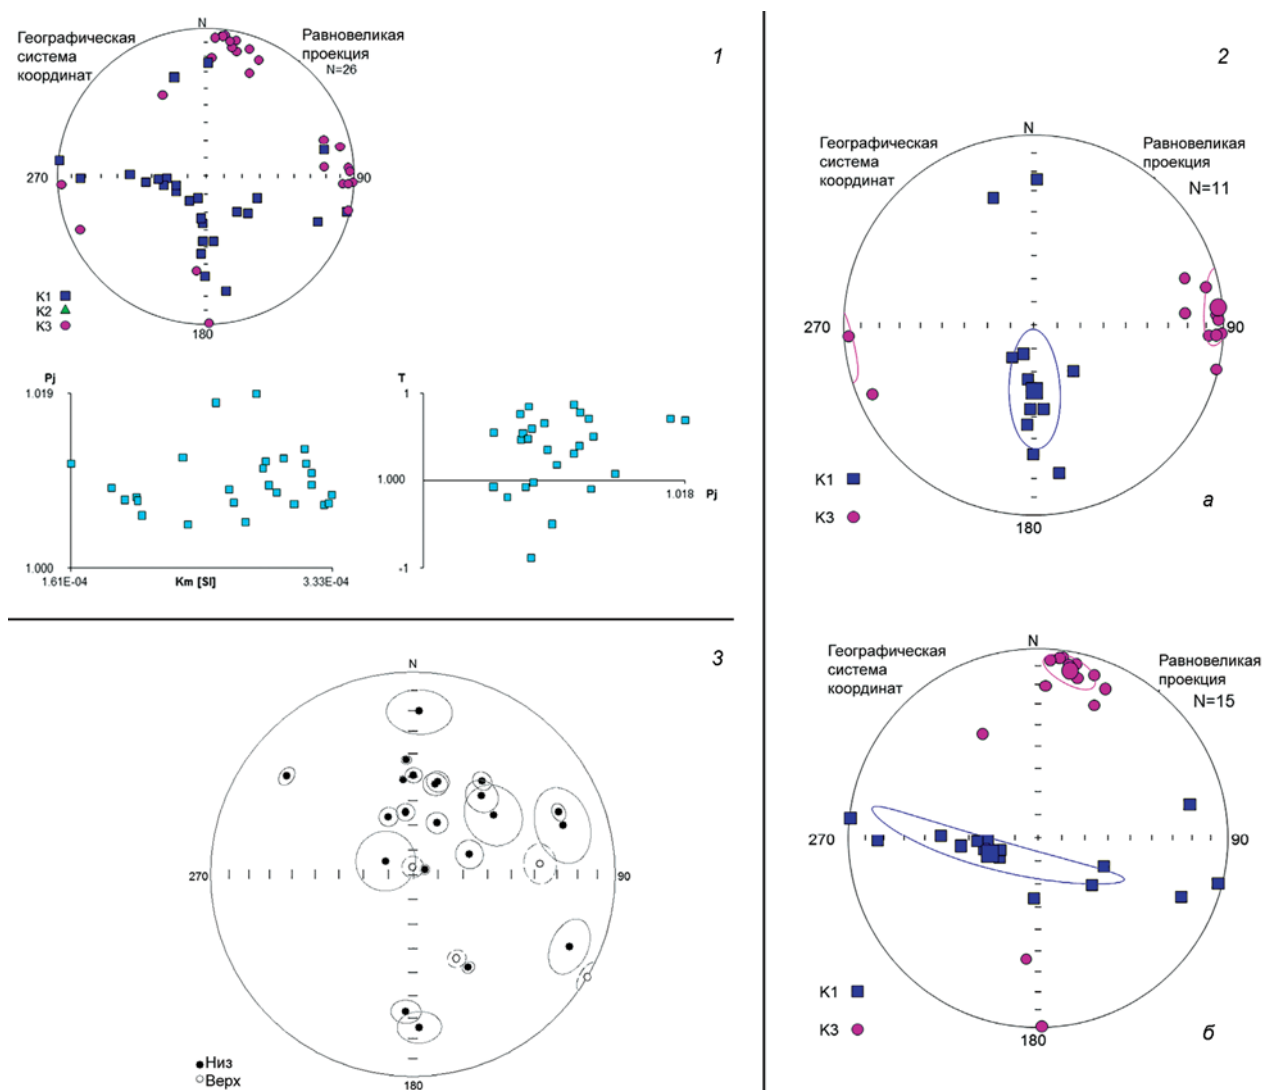 1
Географическая
система
координат
N
Равновеликая
проекция
N=26
270
90
180
K1
K2
K3
Pj
1.019
1.000
1.61E-04
Km [SI]
3.33E-04
T
1
1.000
-1
1.018
Pj
2
Географическая
система
координат
N
Равновеликая
проекция
N=11
270
90
180
K1
K3
а
Географическая
система
координат
N
Равновеликая
проекция
N=15
270
90
180
K1
K3
б
3
N
270
90
180
Низ
Верх